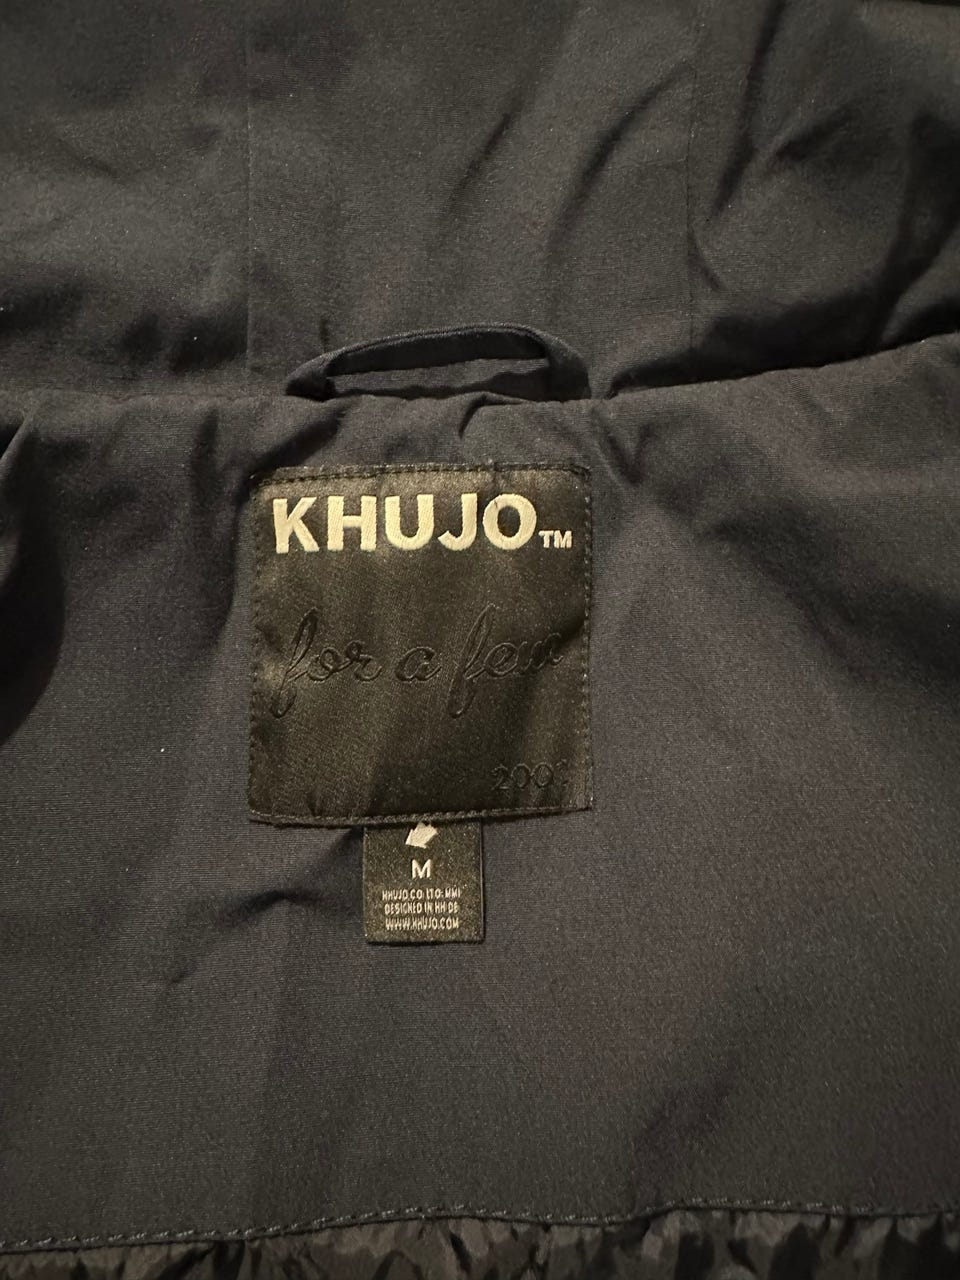 KHUJO™
for a few
M
KHUJO CO. LTD. MMI
DESIGNED IN HH DE
WWW.KHUJO.COM